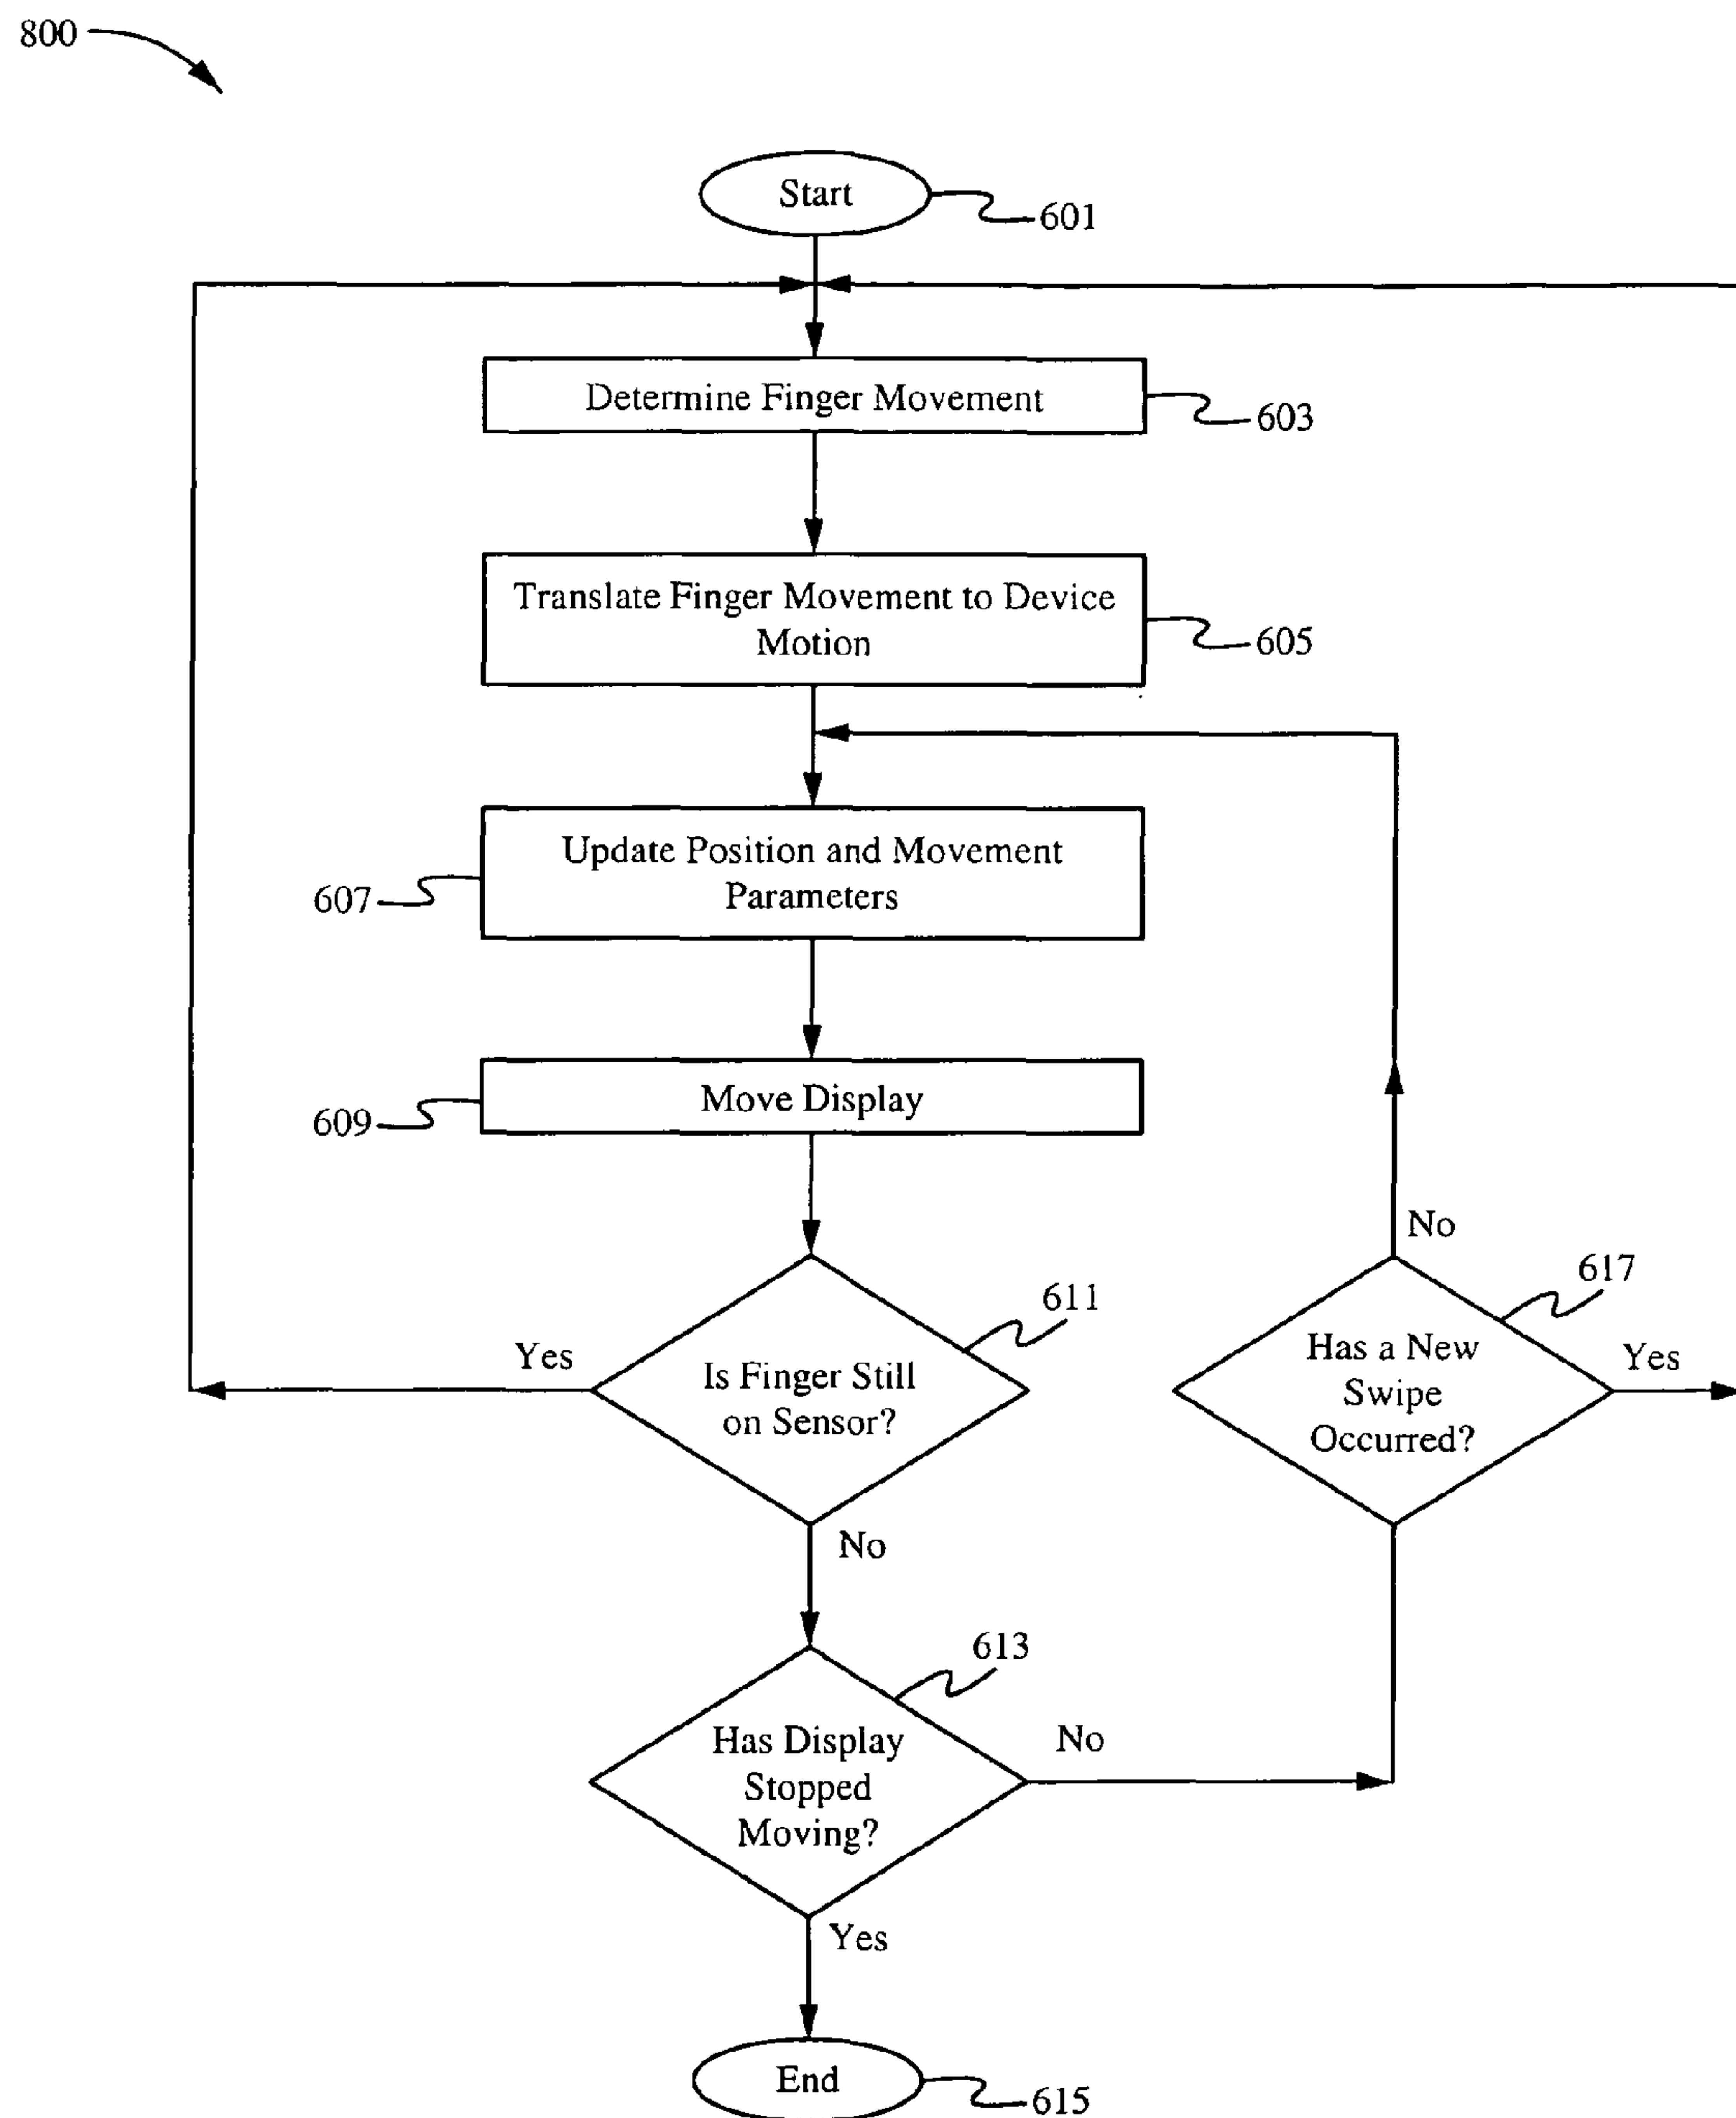 800
Start
601
Determine Finger Movement
603
Translate Finger Movement to Device
Motion
605
Update Position and Movement
Parameters
607
Move Display
609
Is Finger Still
on Sensor?
611
Yes
No
Has a New
Swipe
Occurred?
617
No
Yes
Has Display
Stopped
Moving?
613
No
Yes
End
615